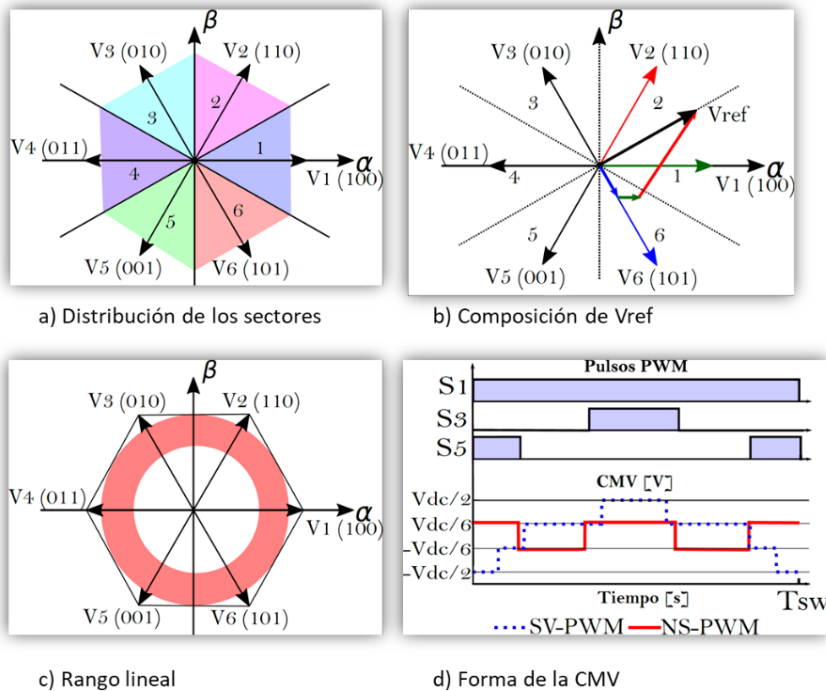 β
V3 (010)
V2 (110)
2
3
1
V4 (011)
α
V1 (100)
4
5
6
V5 (001)
V6 (101)
a) Distribución de los sectores
β
V3 (010)
V2 (110)
3
2
Vref
V4 (011)
α
4
1
V1 (100)
5
6
V5 (001)
V6 (101)
b) Composición de Vref
β
V3 (010)
V2 (110)
V4 (011)
α
V1 (100)
V5 (001)
V6 (101)
c) Rango lineal
Pulsos PWM
S1
S3
S5
CMV [V]
Vdc/2
Vdc/6
-Vdc/6
-Vdc/2
Tiempo [s]
Tsw
SV-PWM
NS-PWM
d) Forma de la CMV